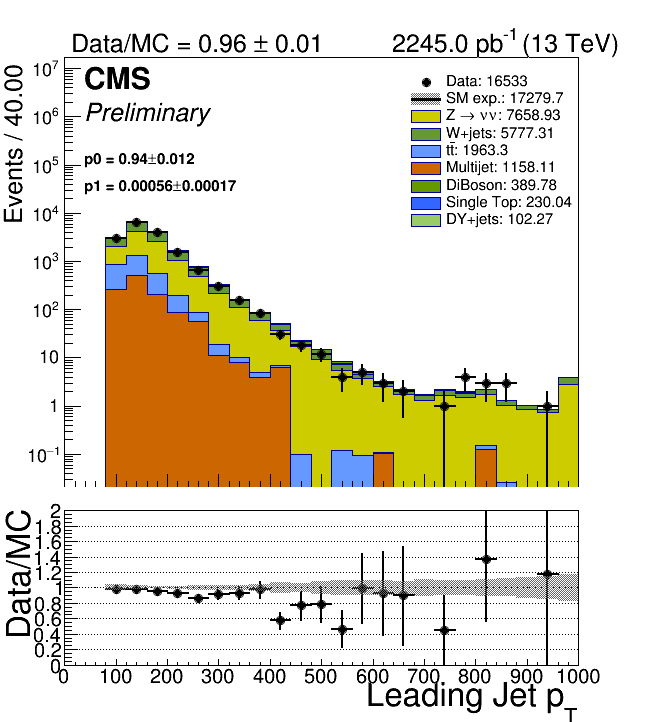 Data/MC = 0.96 ± 0.01 2245.0 pb⁻¹ (13 TeV)
CMS
Preliminary
p0 = 0.94±0.012
p1 = 0.00056±0.00017
Data: 16533
SM exp.: 17279.7
Z → νν: 7658.93
W+jets: 5777.31
tt̄: 1963.3
Multijet: 1158.11
DiBoson: 389.78
Single Top: 230.04
DY+jets: 102.27
Events / 40.00
10⁷
10⁶
10⁵
10⁴
10³
10²
10
1
10⁻¹
Data/MC
2
1.8
1.6
1.4
1.2
1
0.8
0.6
0.4
0.2
0
0 100 200 300 400 500 600 700 800 900 1000
Leading Jet p_T